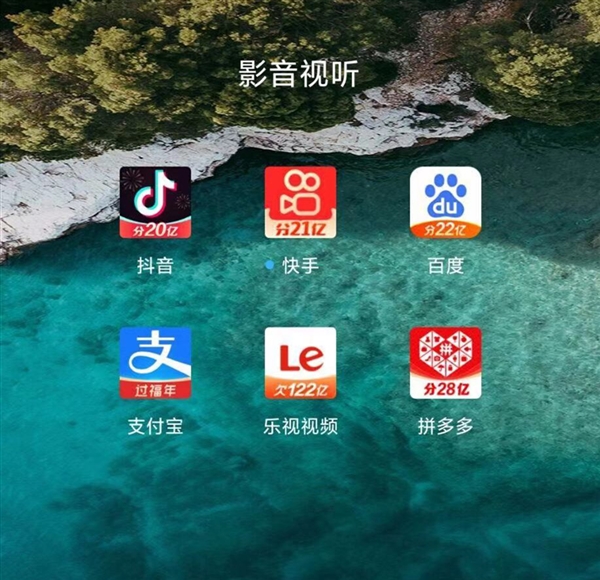 影音视听
分20亿
抖音
分21亿
快手
du
分22亿
百度
支
过福年
支付宝
Le
欠122亿
乐视视频
拼
分28亿
拼多多